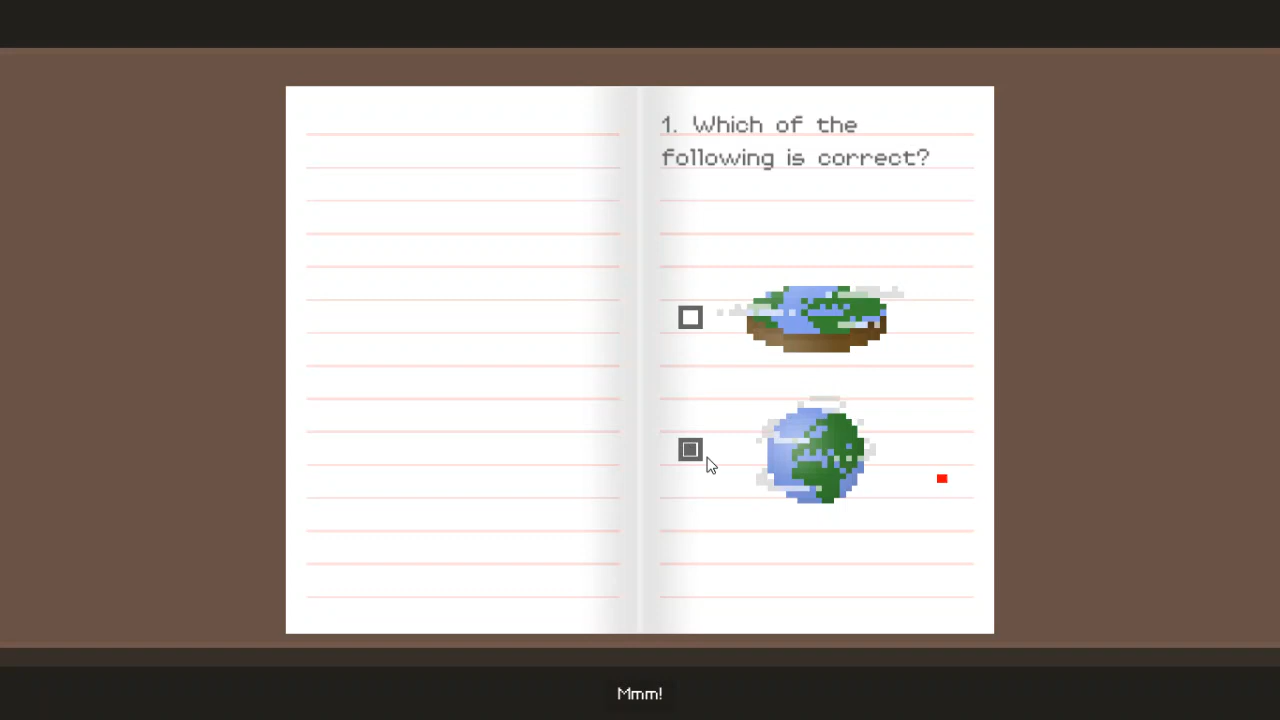 1. Which of the
following is correct?
Mmm!